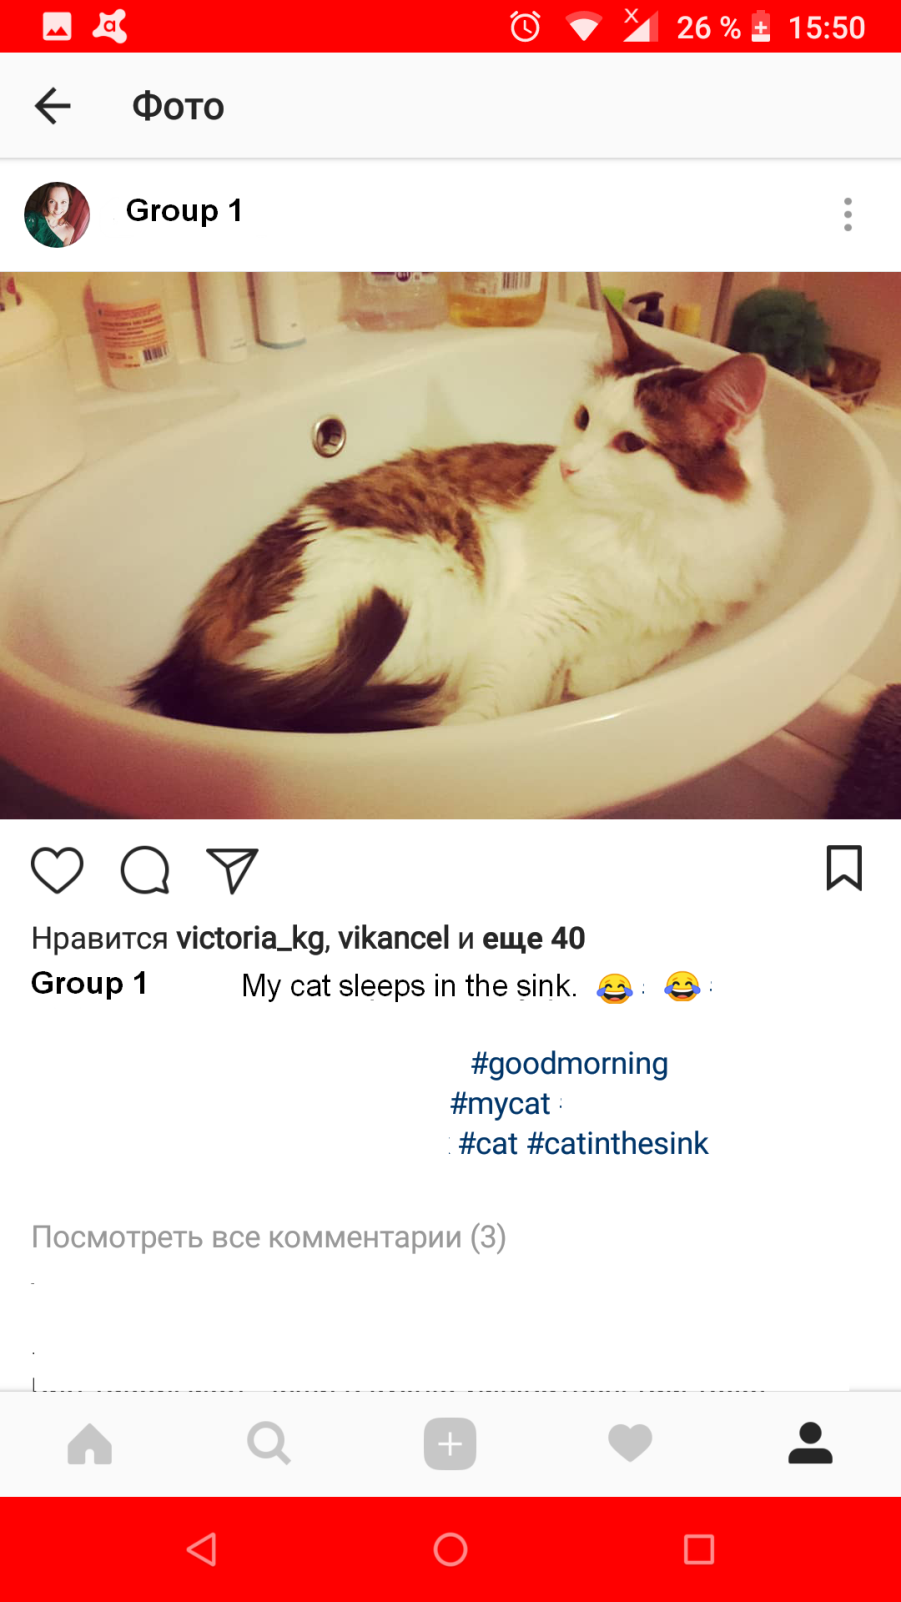 26 % 15:50
Фото
Group 1
Нравится victoria_kg, vikancel и еще 40
Group 1 My cat sleeps in the sink. 😂 😂
#goodmorning
#mycat
#cat #catinthesink
Посмотреть все комментарии (3)